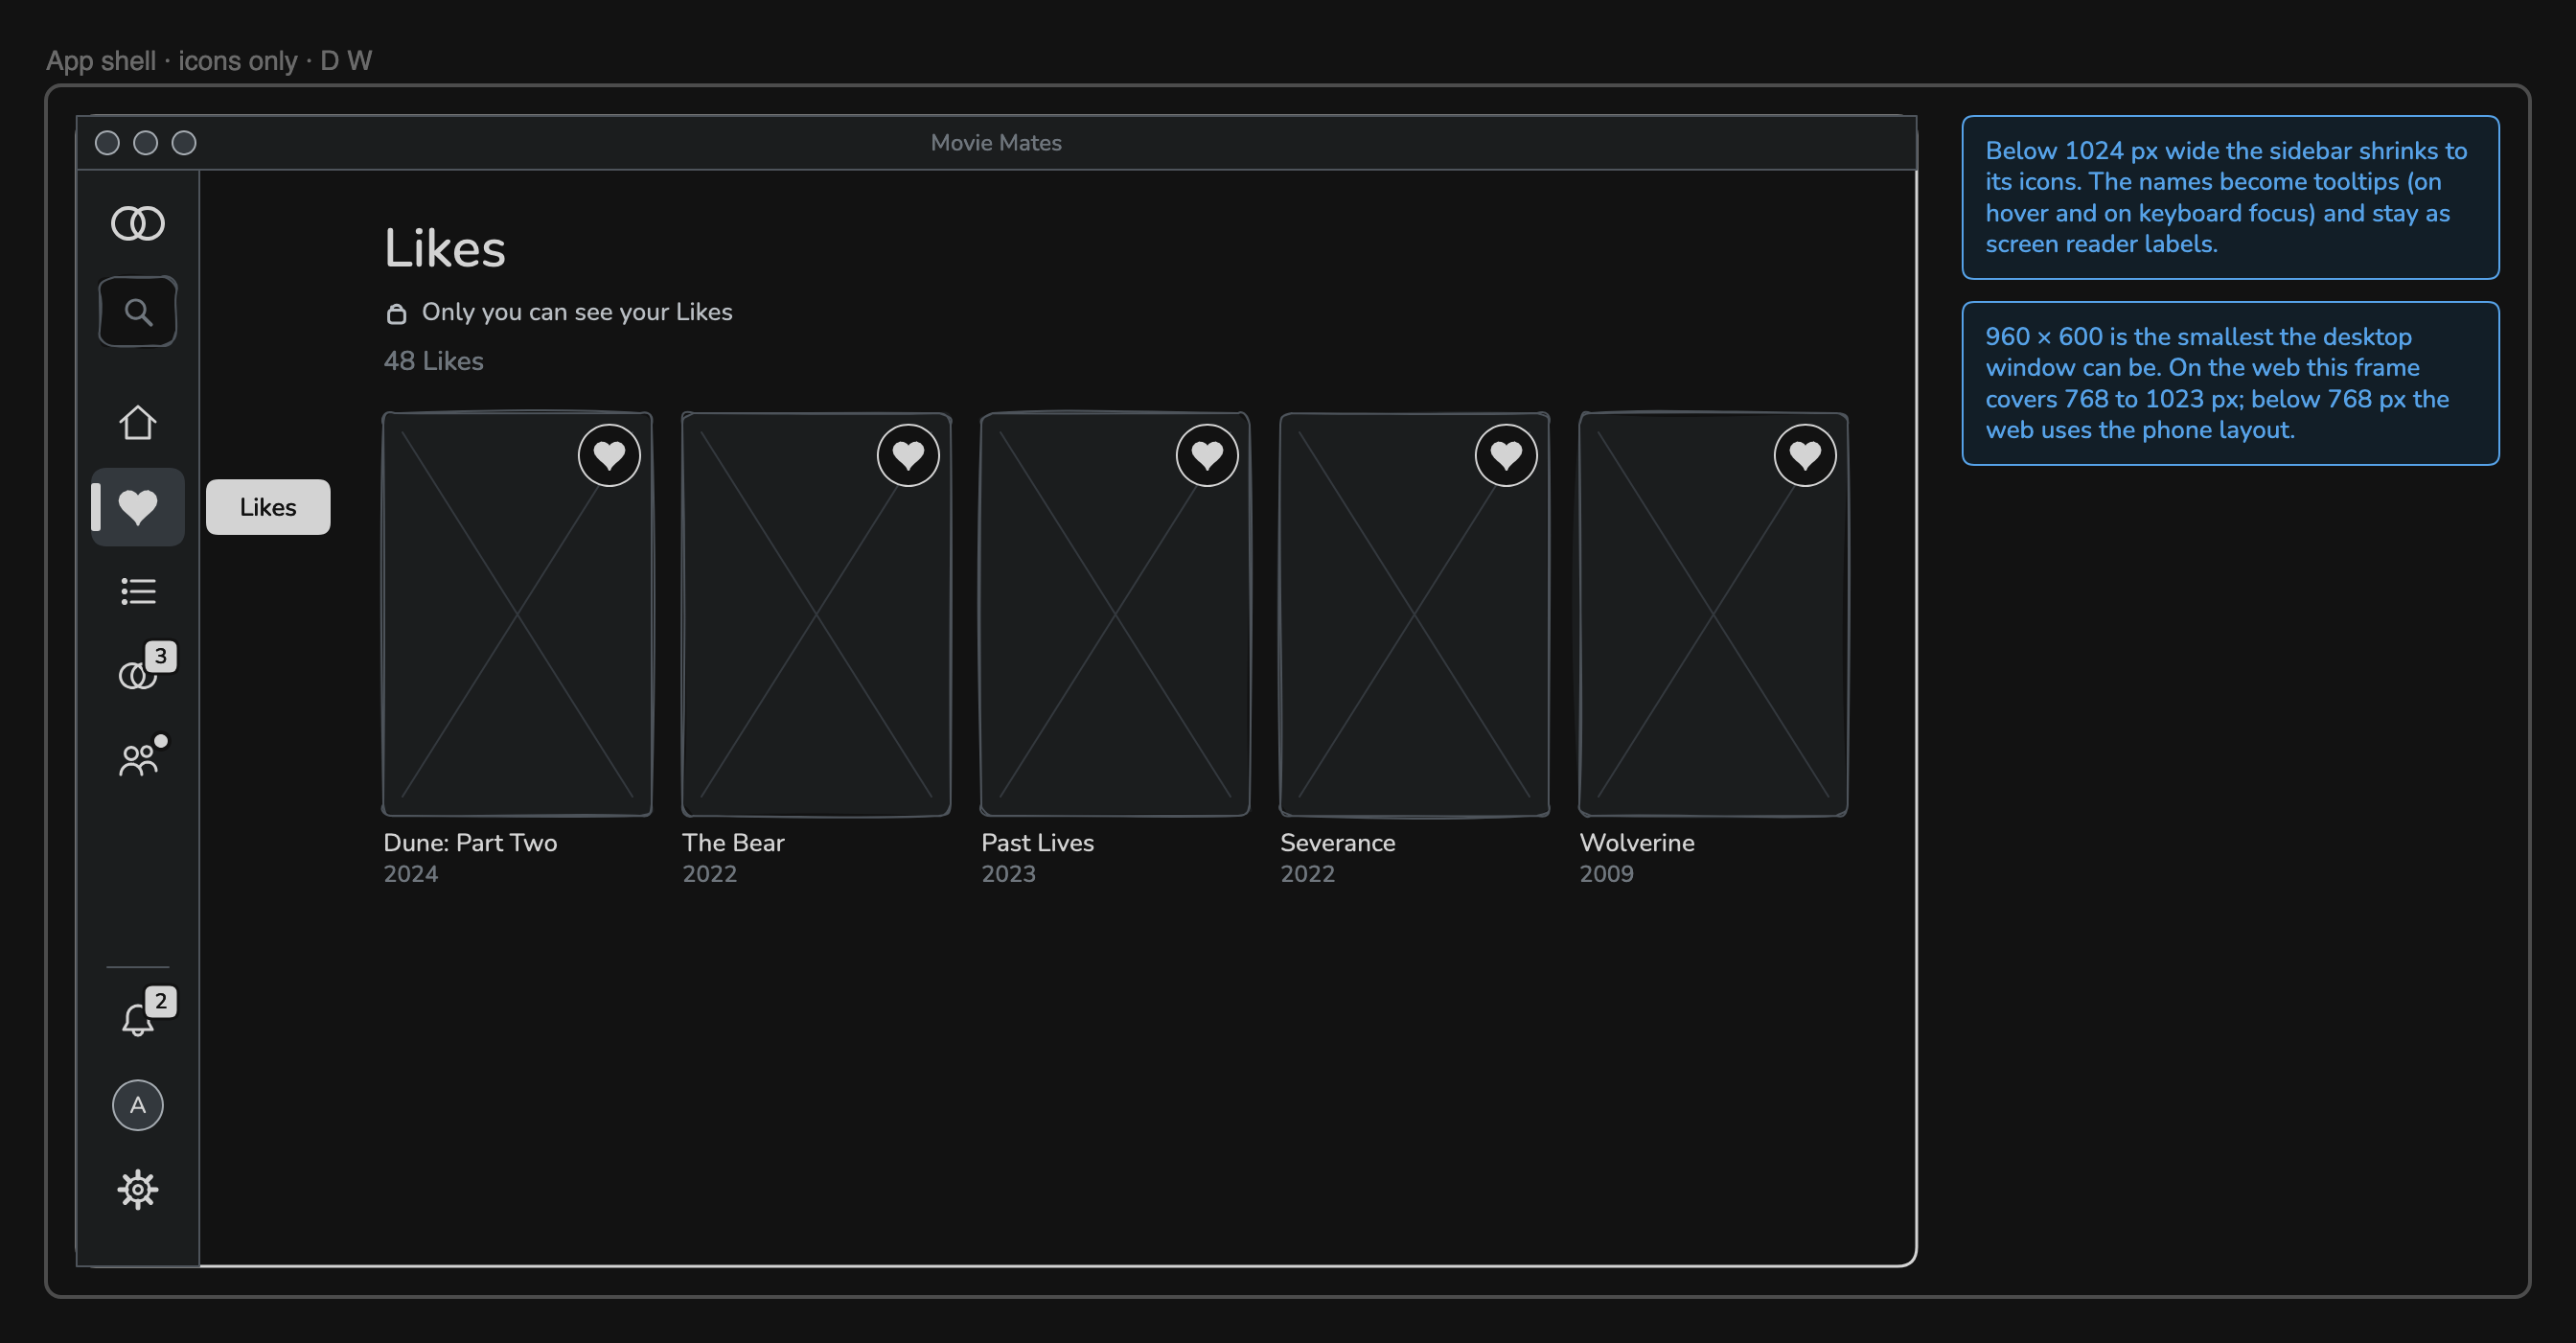 App shell · icons only · D W
Movie Mates
Likes
Only you can see your Likes
48 Likes
Likes
3
2
A
Dune: Part Two
2024
The Bear
2022
Past Lives
2023
Severance
2022
Wolverine
2009
Below 1024 px wide the sidebar shrinks to
its icons. The names become tooltips (on
hover and on keyboard focus) and stay as
screen reader labels.
960 × 600 is the smallest the desktop
window can be. On the web this frame
covers 768 to 1023 px; below 768 px the
web uses the phone layout.